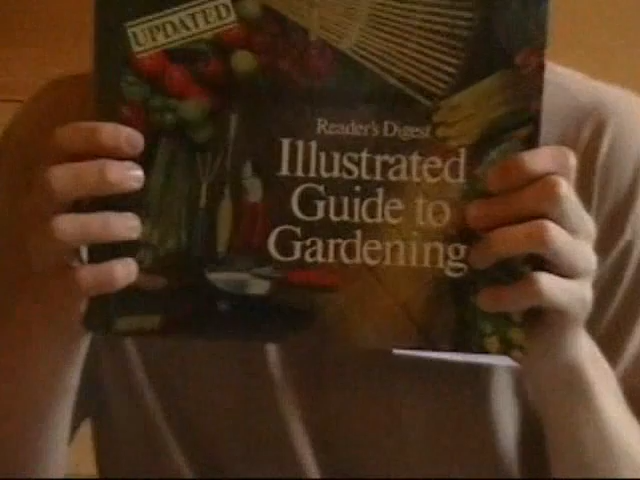 UPDATED
Reader's Digest
Illustrated
Guide to
Gardening